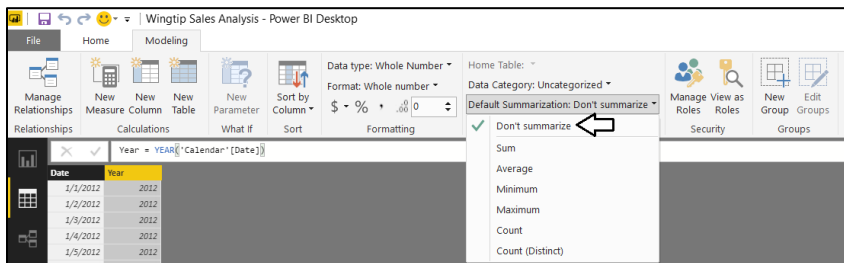 Wingtip Sales Analysis - Power BI Desktop
File Home Modeling
Manage Relationships
New Measure
New Column
New Table
New Parameter
Sort by Column
Data type: Whole Number
Format: Whole number
$ % , .00 0
Home Table:
Data Category: Uncategorized
Default Summarization: Don't summarize
Manage Roles
View as Roles
New Group
Edit Groups
Relationships Calculations What If Sort Formatting Security Groups
Don't summarize
Sum
Average
Minimum
Maximum
Count
Count (Distinct)
Year = YEAR('Calendar'[Date])
Date Year
1/1/2012 2012
1/2/2012 2012
1/3/2012 2012
1/4/2012 2012
1/5/2012 2012